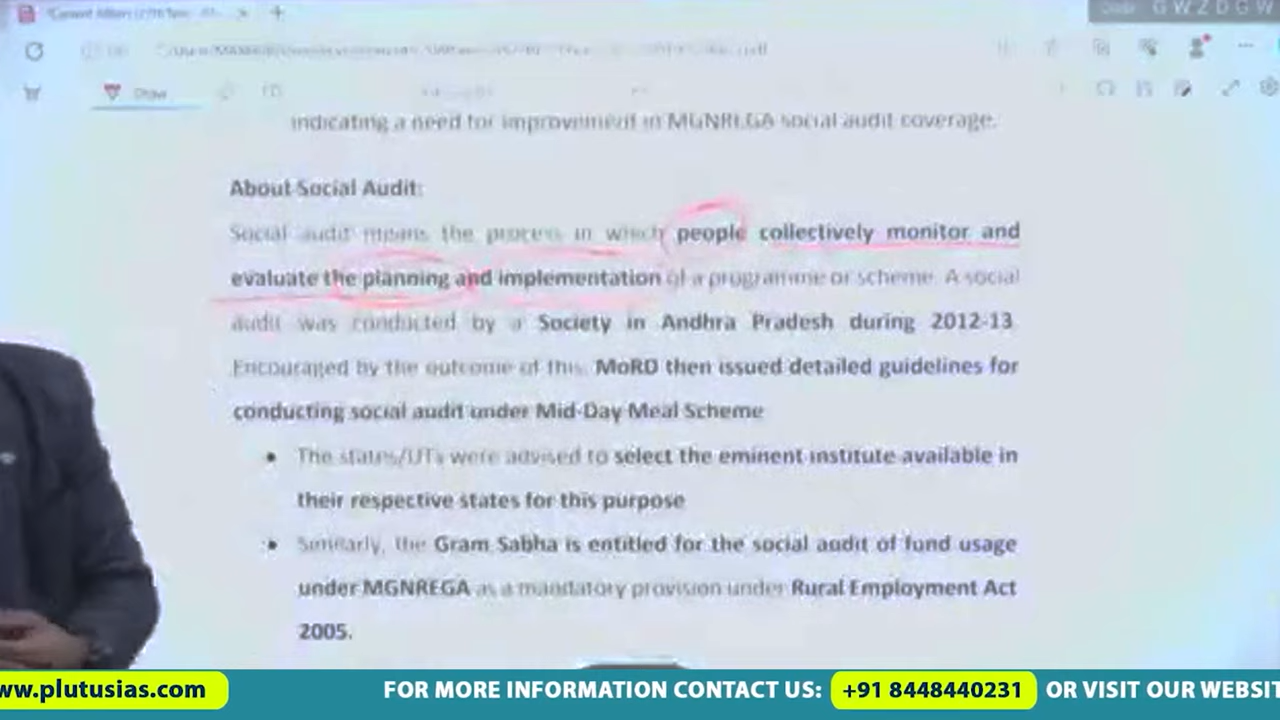 Draw
indicating a need for improvement in MGNREGA social audit coverage.
About Social Audit:
Social audit means the process in which people collectively monitor and
evaluate the planning and implementation of a programme or scheme. A social
audit was conducted by a Society in Andhra Pradesh during 2012-13.
Encouraged by the outcome of this, MoRD then issued detailed guidelines for
conducting social audit under Mid-Day Meal Scheme
• The states/UTs were advised to select the eminent institute available in
their respective states for this purpose
• Similarly, the Gram Sabha is entitled for the social audit of fund usage
under MGNREGA as a mandatory provision under Rural Employment Act
2005.
www.plutusias.com FOR MORE INFORMATION CONTACT US: +91 8448440231 OR VISIT OUR WEBSIT